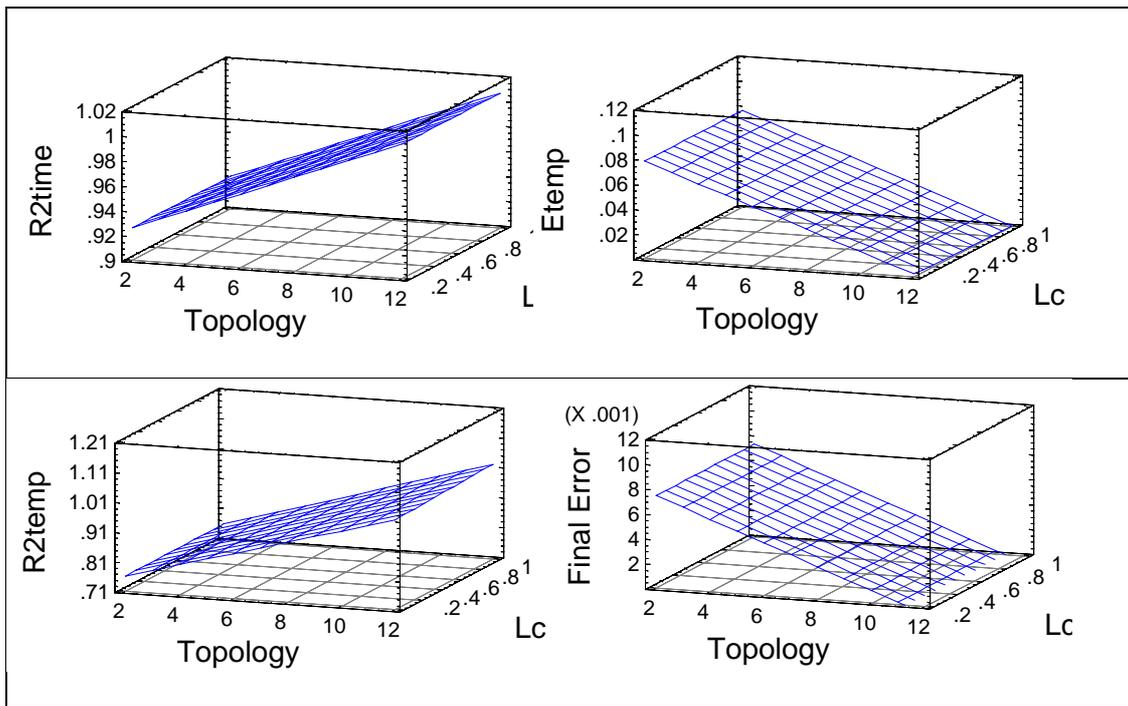 R2time
1.02
1
.98
.96
.94
.92
.9
2 4 6 8 10 12
Topology
.2 .4 .6 .8
L
Etemp
.12
.1
.08
.06
.04
.02
2 4 6 8 10 12
Topology
.2 .4 .6 .8 1
Lc
R2temp
1.21
1.11
1.01
.91
.81
.71
2 4 6 8 10 12
Topology
.2 .4 .6 .8 1
Lc
(X .001)
Final Error
12
10
8
6
4
2
2 4 6 8 10 12
Topology
.2 .4 .6 .8 1
Lc